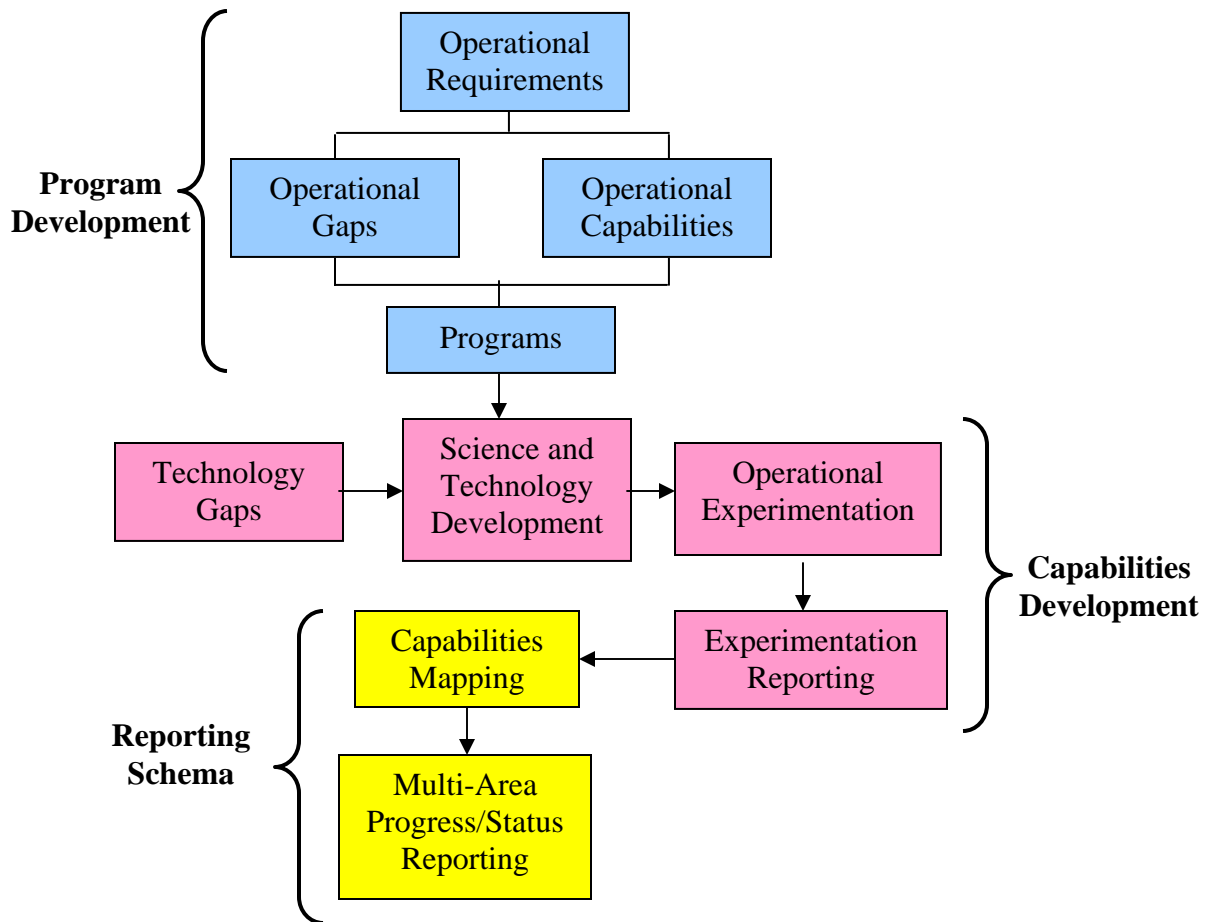 Operational
Requirements
Program
Development
Operational
Gaps
Operational
Capabilities
Programs
Technology
Gaps
Science and
Technology
Development
Operational
Experimentation
Capabilities
Development
Capabilities
Mapping
Experimentation
Reporting
Reporting
Schema
Multi-Area
Progress/Status
Reporting